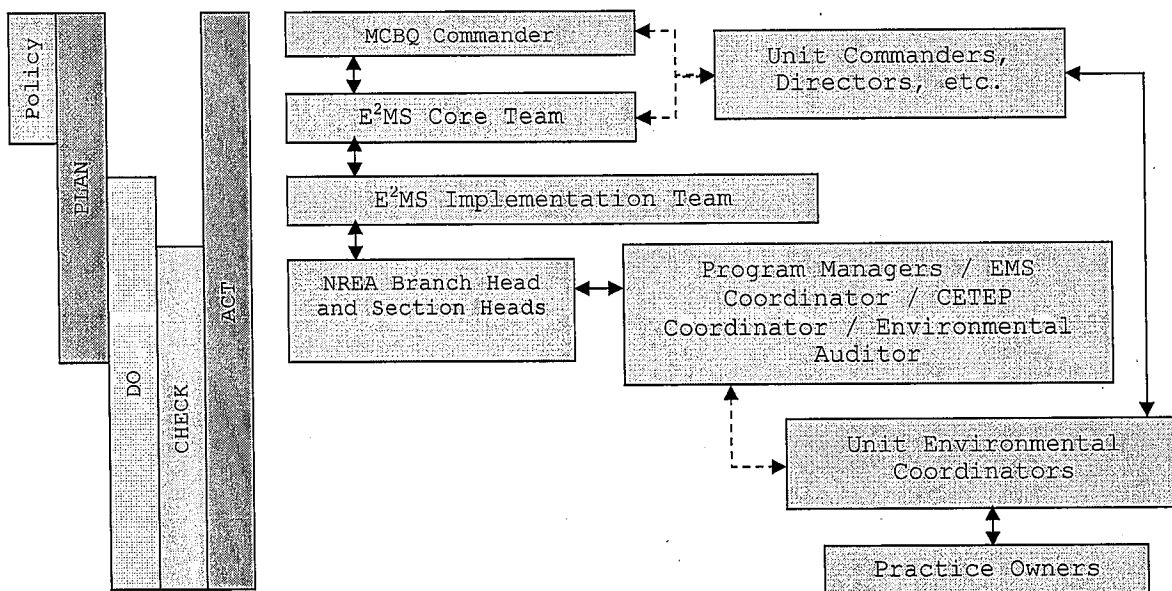 Policy
PLAN
DO
CHECK
ACT
MCBQ Commander
E²MS Core Team
E²MS Implementation Team
NREA Branch Head
and Section Heads
Unit Commanders,
Directors, etc.
Program Managers / EMS
Coordinator / CETEP
Coordinator / Environmental
Auditor
Unit Environmental
Coordinators
Practice Owners